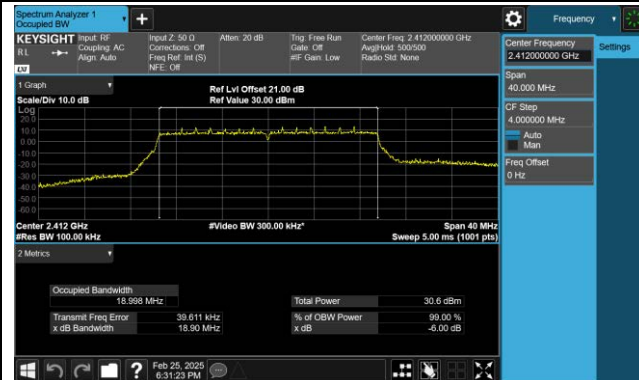 Spectrum Analyzer 1
Occupied BW
Frequency
KEYSIGHT
RL
LXI
Input: RF
Coupling: AC
Align: Auto
Input Z: 50 Ω
Corrections: Off
Freq Ref: Int (S)
NFE: Off
Atten: 20 dB
Trig: Free Run
Gate: Off
#IF Gain: Low
Center Freq: 2.412000000 GHz
Avg|Hold: 500/500
Radio Std: None
Center Frequency
2.412000000 GHz
Settings
Span
40.000 MHz
CF Step
4.000000 MHz
Auto
Man
Freq Offset
0 Hz
1 Graph
Scale/Div 10.0 dB
Ref Lvl Offset 21.00 dB
Ref Value 30.00 dBm
Log
20.0
10.0
0.00
-10.0
-20.0
-30.0
-40.0
-50.0
-60.0
Center 2.412 GHz
#Res BW 100.00 kHz
#Video BW 300.00 kHz*
Span 40 MHz
Sweep 5.00 ms (1001 pts)
2 Metrics
Occupied Bandwidth
18.998 MHz
Total Power 30.6 dBm
Transmit Freq Error 39.611 kHz
% of OBW Power 99.00 %
x dB Bandwidth 18.90 MHz
x dB -6.00 dB
Feb 25, 2025
6:31:23 PM